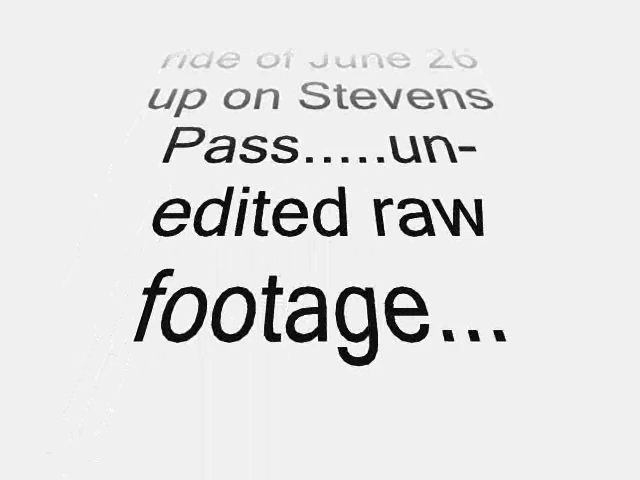 ride of June 26
up on Stevens
Pass.....un-
edited raw
footage...